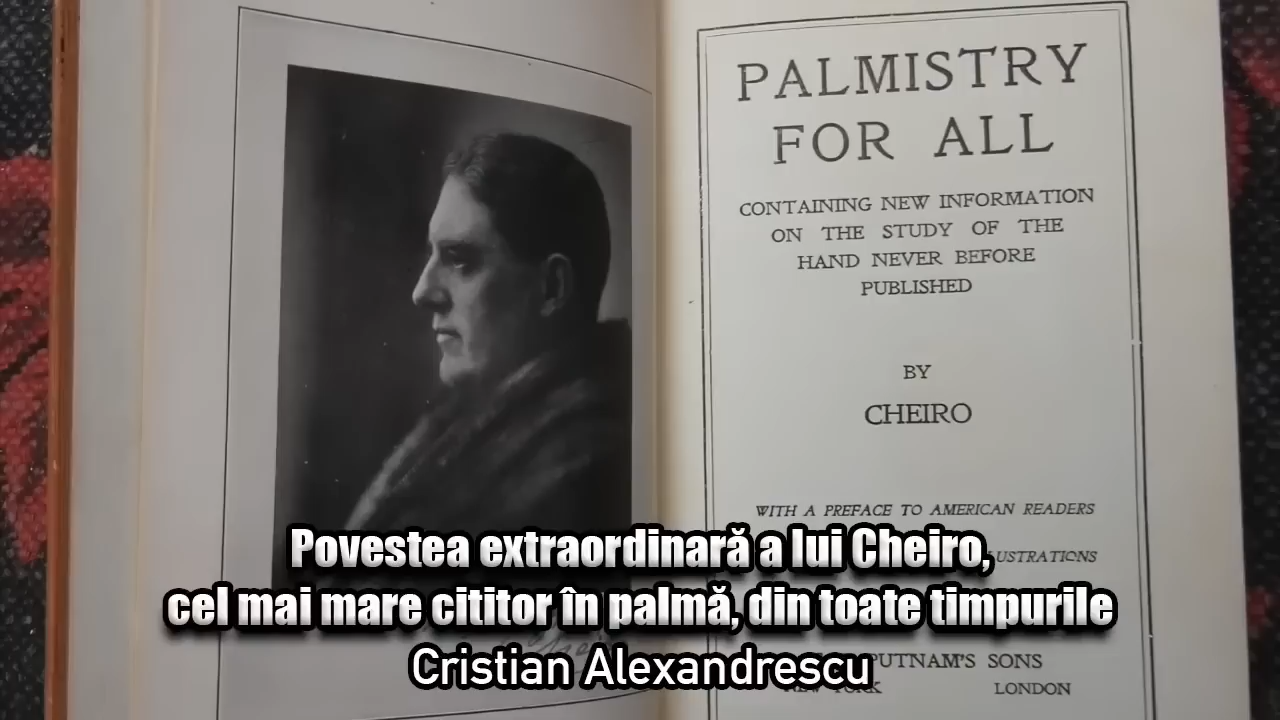 PALMISTRY
FOR ALL
CONTAINING NEW INFORMATION
ON THE STUDY OF THE
HAND NEVER BEFORE
PUBLISHED
BY
CHEIRO
WITH A PREFACE TO AMERICAN READERS
Povestea extraordinară a lui Cheiro,
cel mai mare cititor în palmă, din toate timpurile
Cristian Alexandrescu
PUTNAM'S SONS
NEW YORK LONDON